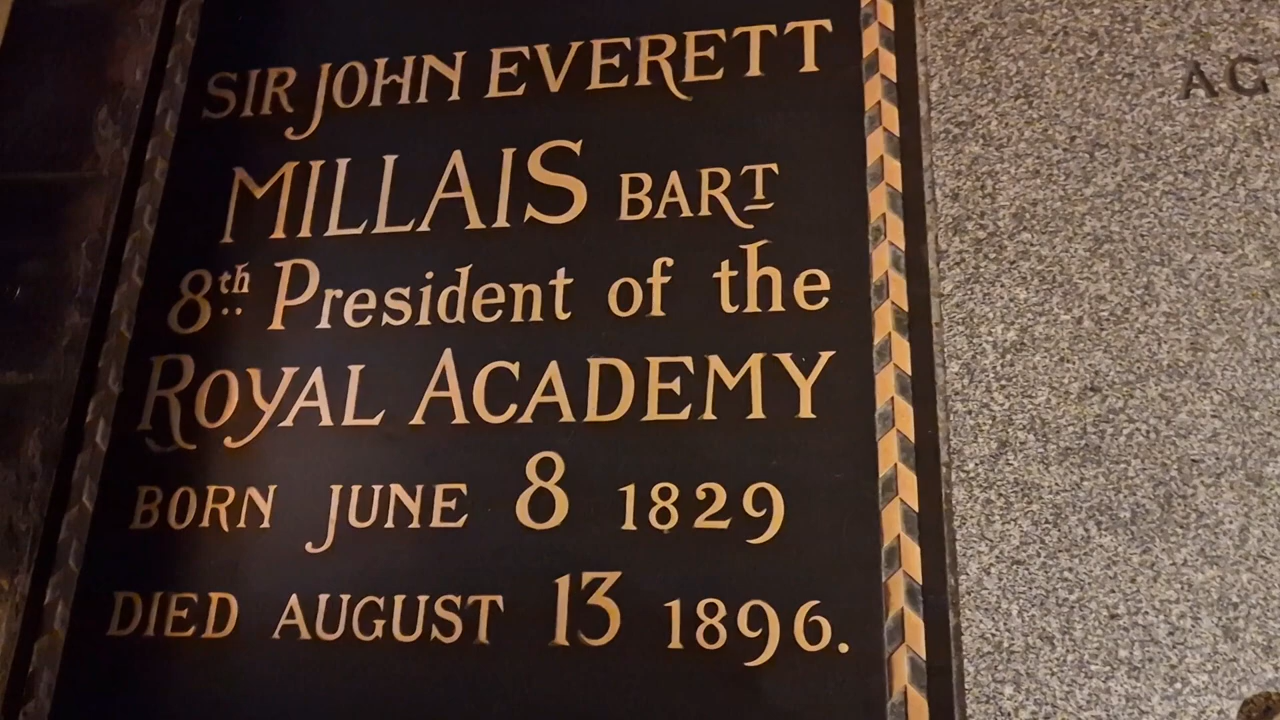 SIR JOHN EVERETT
MILLAIS BART
8th President of the
ROYAL ACADEMY
BORN JUNE 8 1829
DIED AUGUST 13 1896.